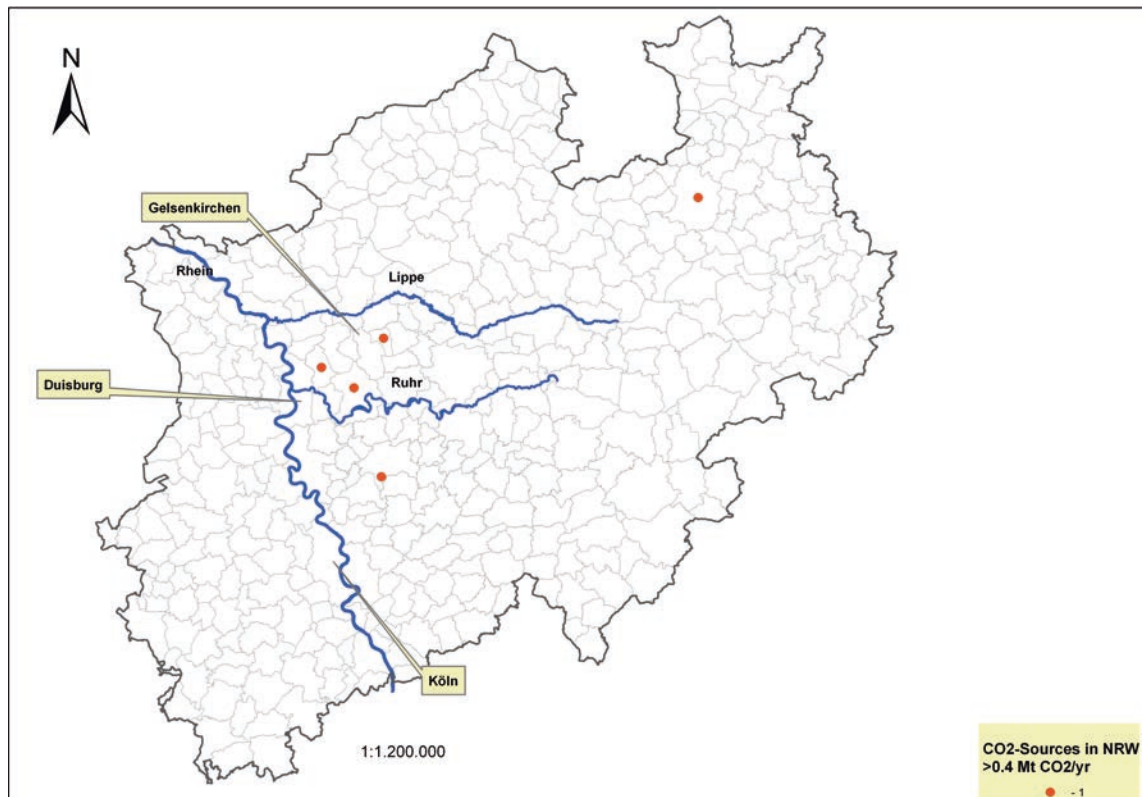 N
Gelsenkirchen
Rhein
Lippe
Duisburg
Ruhr
Köln
1:1.200.000
CO2-Sources in NRW
>0.4 Mt CO2/yr
- 1